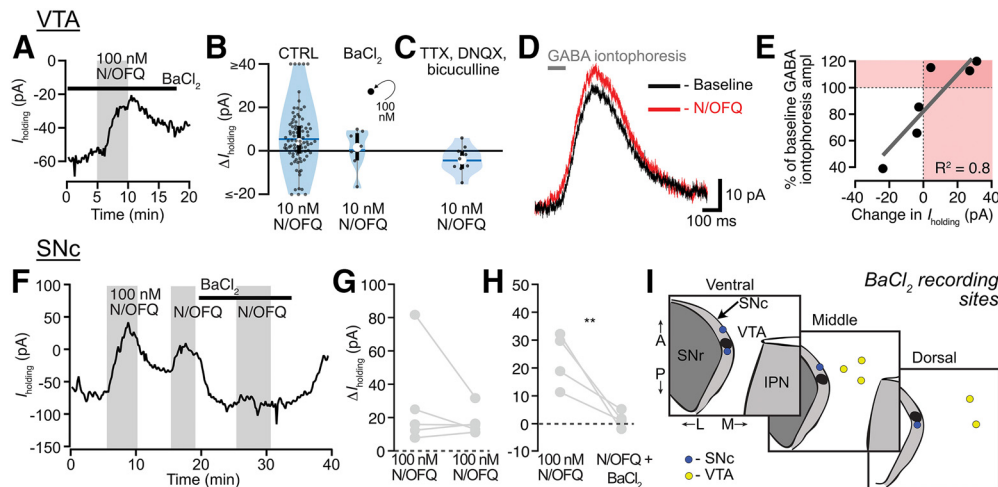 VTA
A
100 nM
N/OFQ
BaCl2
Iholding (pA)
0
-20
-40
-60
0 5 10 15 20
Time (min)
B
CTRL
BaCl2
100
nM
ΔIholding (pA)
≥40
20
0
≤-20
10 nM
N/OFQ
10 nM
N/OFQ
C
TTX, DNQX,
bicuculline
10 nM
N/OFQ
D
GABA iontophoresis
- Baseline
- N/OFQ
10 pA
100 ms
E
% of baseline GABA
iontophoresis ampl
120
100
80
60
40
R² = 0.8
-40 -20 0 20 40
Change in Iholding (pA)
SNc
F
100 nM
N/OFQ
N/OFQ
BaCl2
N/OFQ
Iholding (pA)
100
50
0
-50
-100
-150
0 10 20 30 40
Time (min)
G
ΔIholding (pA)
100
80
60
40
20
0
100 nM
N/OFQ
100 nM
N/OFQ
H
50
40
30
20
10
0
-10
**
100 nM
N/OFQ
N/OFQ +
BaCl2
I
BaCl2 recording
sites
Ventral
SNc
VTA
A
P
SNr
IPN
L M
Middle
Dorsal
- SNc
- VTA